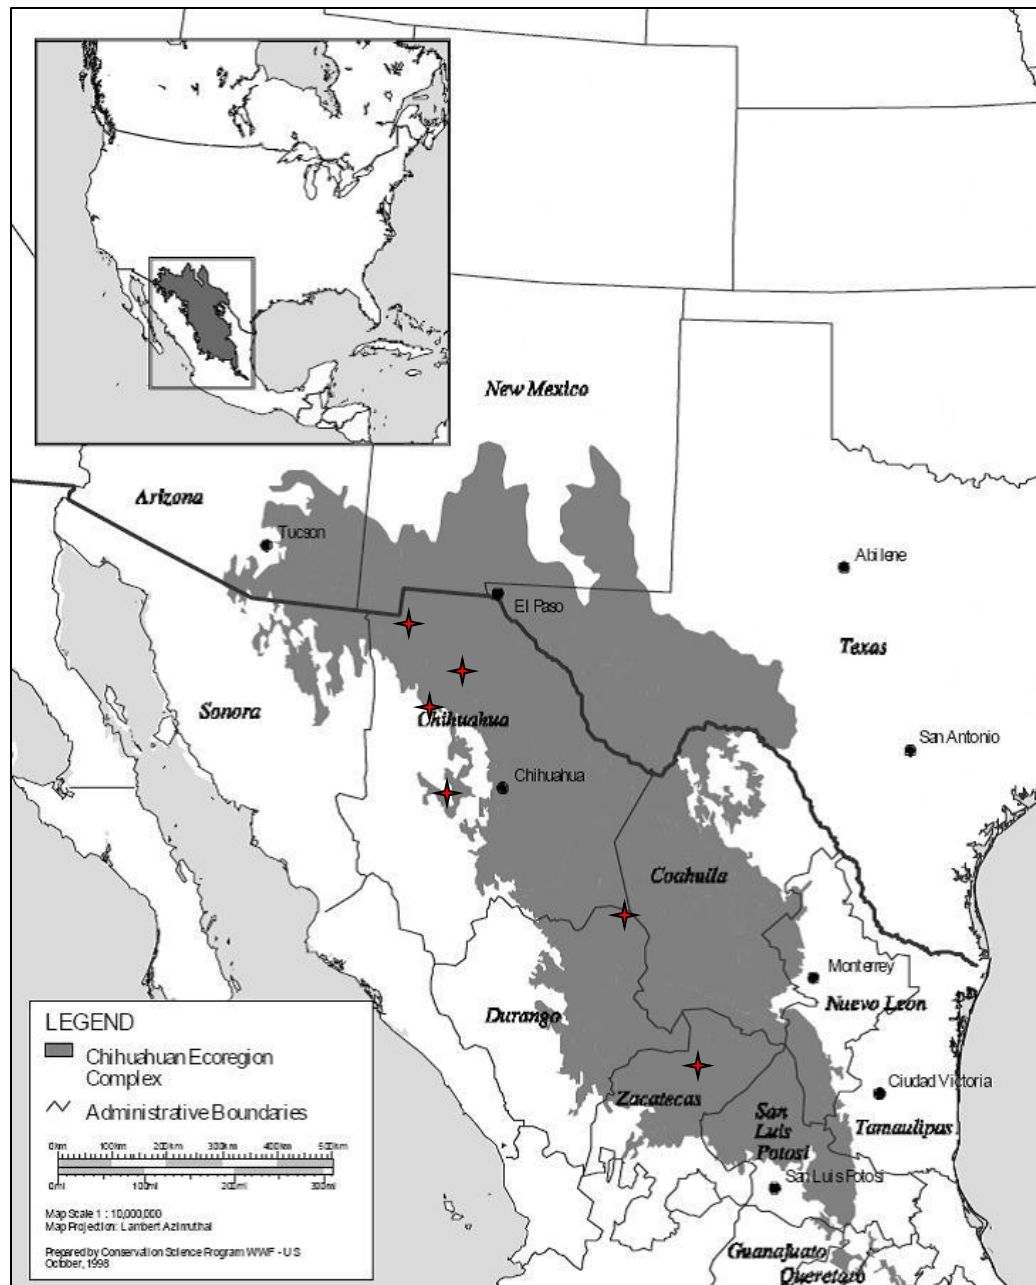 New Mexico
Arizona
Tucson
Abilene
El Paso
Texas
Sonora
Chihuahua
San Antonio
Chihuahua
Coahuila
Monterrey
Nuevo León
Durango
Ciudad Victoria
Zacatecas
San
Luis
Potosi
Tamaulipas
San Luis Potosi
Guanajuato
Queretaro
LEGEND
Chihuahuan Ecoregion
Complex
Administrative Boundaries
0km 100km 200km 300km 400km 500km
0mi 100mi 200mi 300mi
Map Scale 1 : 10,000,000
Map Projection: Lambert Azimuthal
Prepared by Conservation Science Program WWF - US
October, 1998